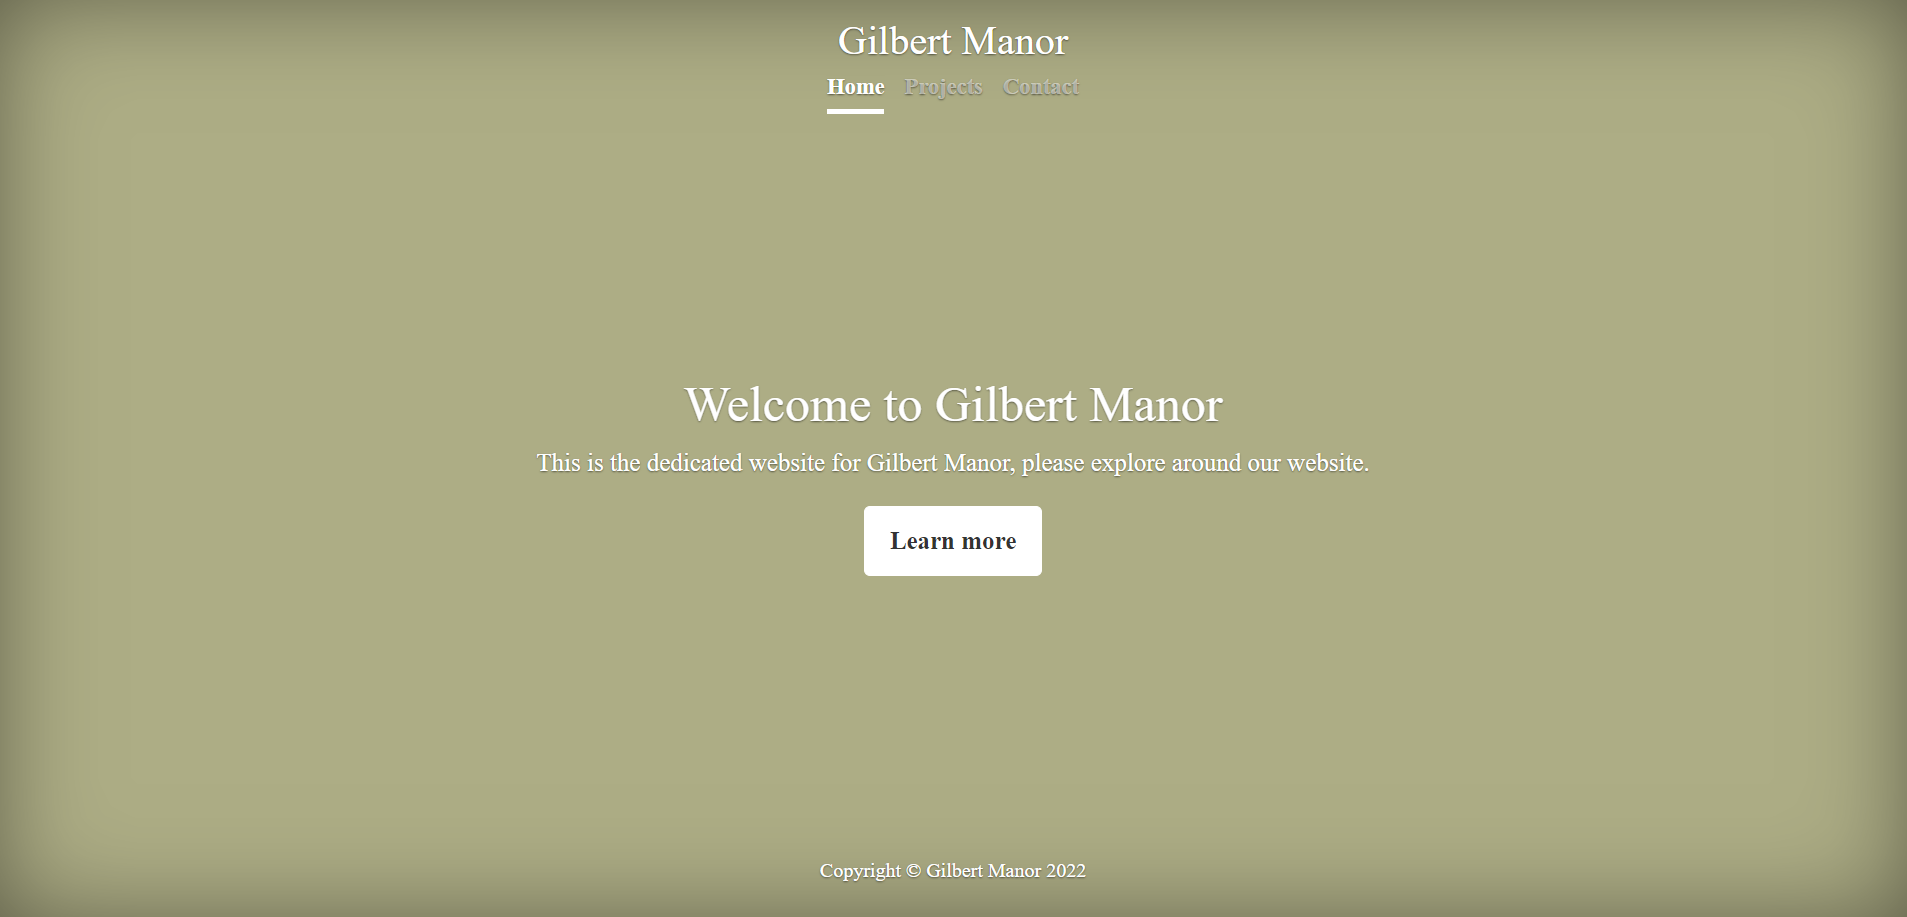 Gilbert Manor
Home Projects Contact
Welcome to Gilbert Manor
This is the dedicated website for Gilbert Manor, please explore around our website.
Learn more
Copyright © Gilbert Manor 2022